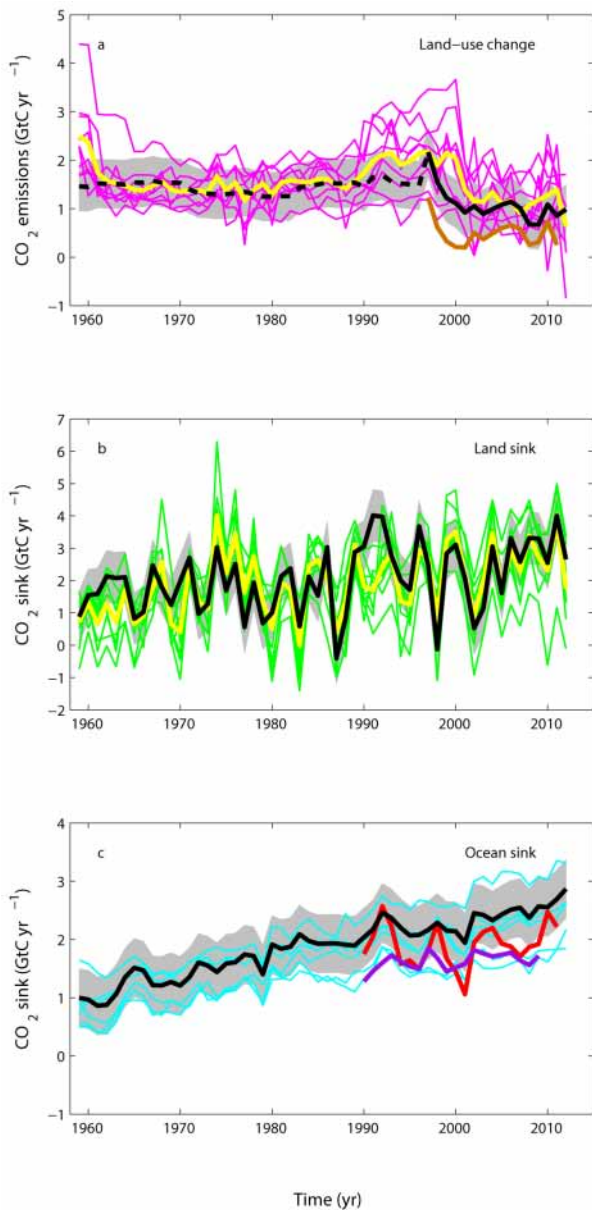 a
Land−use change
CO2 emissions (GtC yr −1)
5
4
3
2
1
0
−1
1960 1970 1980 1990 2000 2010
b
Land sink
CO2 sink (GtC yr −1)
7
6
5
4
3
2
1
0
−1
−2
1960 1970 1980 1990 2000 2010
c
Ocean sink
CO2 sink (GtC yr −1)
4
3
2
1
0
−1
1960 1970 1980 1990 2000 2010
Time (yr)